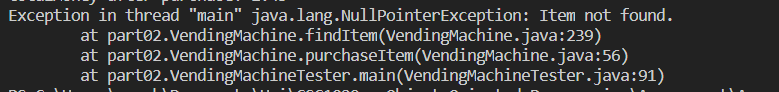 Exception in thread "main" java.lang.NullPointerException: Item not found.
at part02.VendingMachine.findItem(VendingMachine.java:239)
at part02.VendingMachine.purchaseItem(VendingMachine.java:56)
at part02.VendingMachineTester.main(VendingMachineTester.java:91)